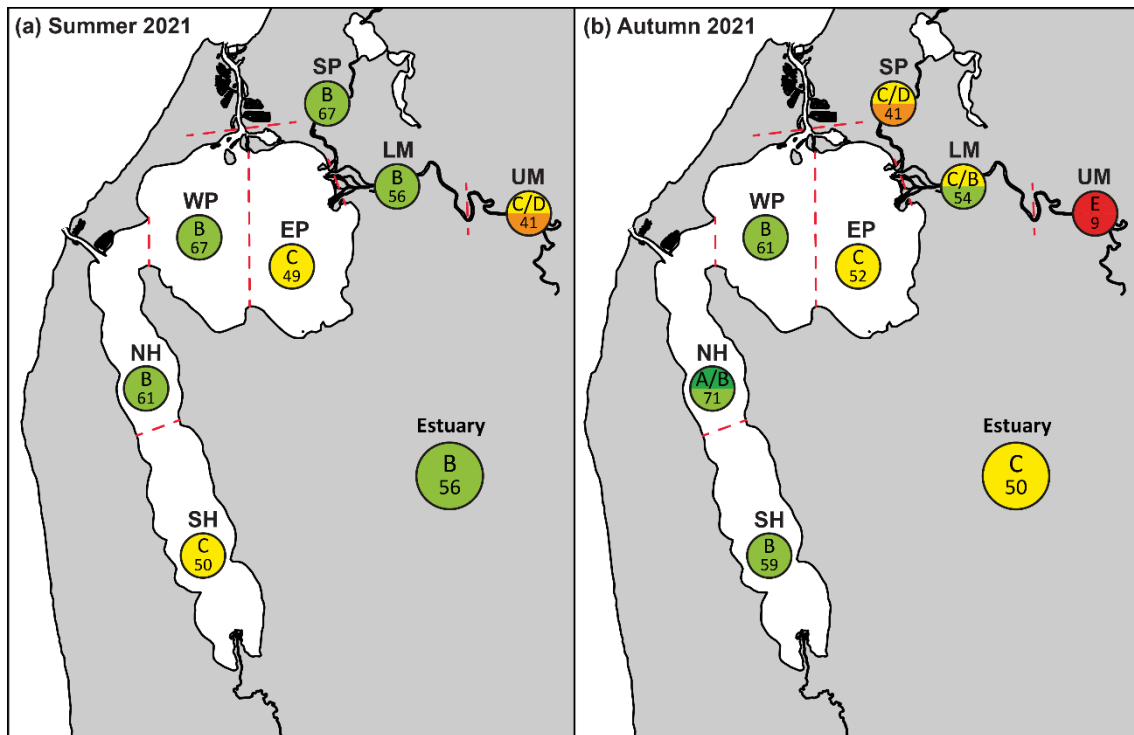 (a) Summer 2021
SP
B
67
LM
B
56
UM
C/D
41
WP
B
67
EP
C
49
NH
B
61
Estuary
B
56
SH
C
50
(b) Autumn 2021
SP
C/D
41
LM
C/B
54
UM
E
9
WP
B
61
EP
C
52
NH
A/B
71
Estuary
C
50
SH
B
59